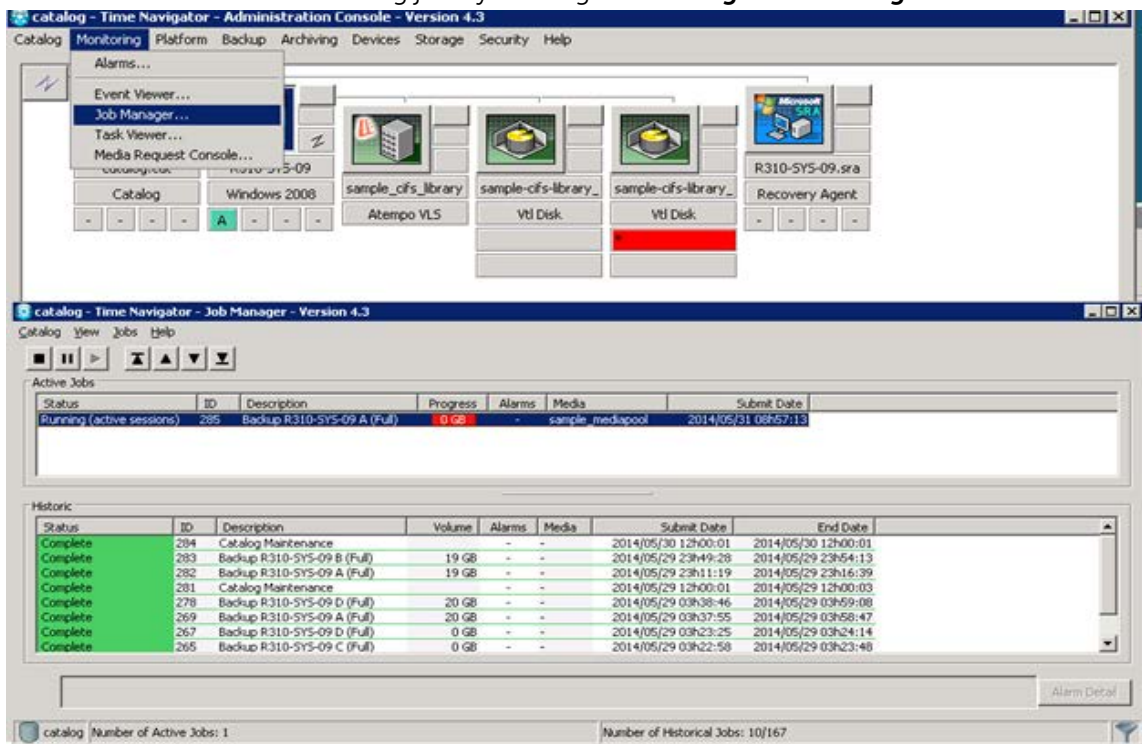 catalog - Time Navigator - Administration Console - Version 4.3
Catalog Monitoring Platform Backup Archiving Devices Storage Security Help
Alarms...
Event Viewer...
Job Manager...
Task Viewer...
Media Request Console...
R310-SYS-09
sample_cifs_library
sample-cifs-library_
sample-cifs-library_
Microsoft
SRA
R310-SYS-09.sra
Catalog
Windows 2008
Atempo VLS
Vtl Disk
Vtl Disk
Recovery Agent
- - - - A - - - - - - -
catalog - Time Navigator - Job Manager - Version 4.3
Catalog View Jobs Help
Active Jobs
Status ID Description Progress Alarms Media Submit Date
Running (active sessions) 285 Backup R310-SYS-09 A (Full) 0 GB - sample_mediapool 2014/05/31 08h57:13
Historic
Status ID Description Volume Alarms Media Submit Date End Date
Complete 284 Catalog Maintenance - - 2014/05/30 12h00:01 2014/05/30 12h00:01
Complete 283 Backup R310-SYS-09 B (Full) 19 GB - - 2014/05/29 23h49:28 2014/05/29 23h54:13
Complete 282 Backup R310-SYS-09 A (Full) 19 GB - - 2014/05/29 23h11:19 2014/05/29 23h16:39
Complete 281 Catalog Maintenance - - 2014/05/29 12h00:01 2014/05/29 12h00:03
Complete 278 Backup R310-SYS-09 D (Full) 20 GB - - 2014/05/29 03h38:46 2014/05/29 03h59:08
Complete 269 Backup R310-SYS-09 A (Full) 20 GB - - 2014/05/29 03h37:55 2014/05/29 03h58:47
Complete 267 Backup R310-SYS-09 D (Full) 0 GB - - 2014/05/29 03h23:25 2014/05/29 03h24:14
Complete 265 Backup R310-SYS-09 C (Full) 0 GB - - 2014/05/29 03h22:58 2014/05/29 03h23:48
Alarm Detail
catalog Number of Active Jobs: 1 Number of Historical Jobs: 10/167